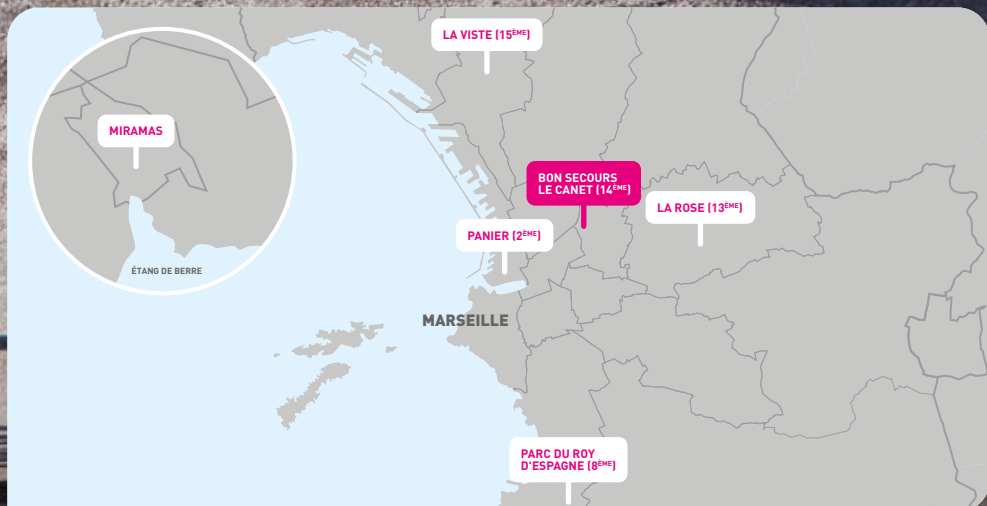 LA VISTE (15ÈME)
MIRAMAS
BON SECOURS
LE CANET (14ÈME)
LA ROSE (13ÈME)
PANIER (2ÈME)
ÉTANG DE BERRE
MARSEILLE
PARC DU ROY
D'ESPAGNE (8ÈME)